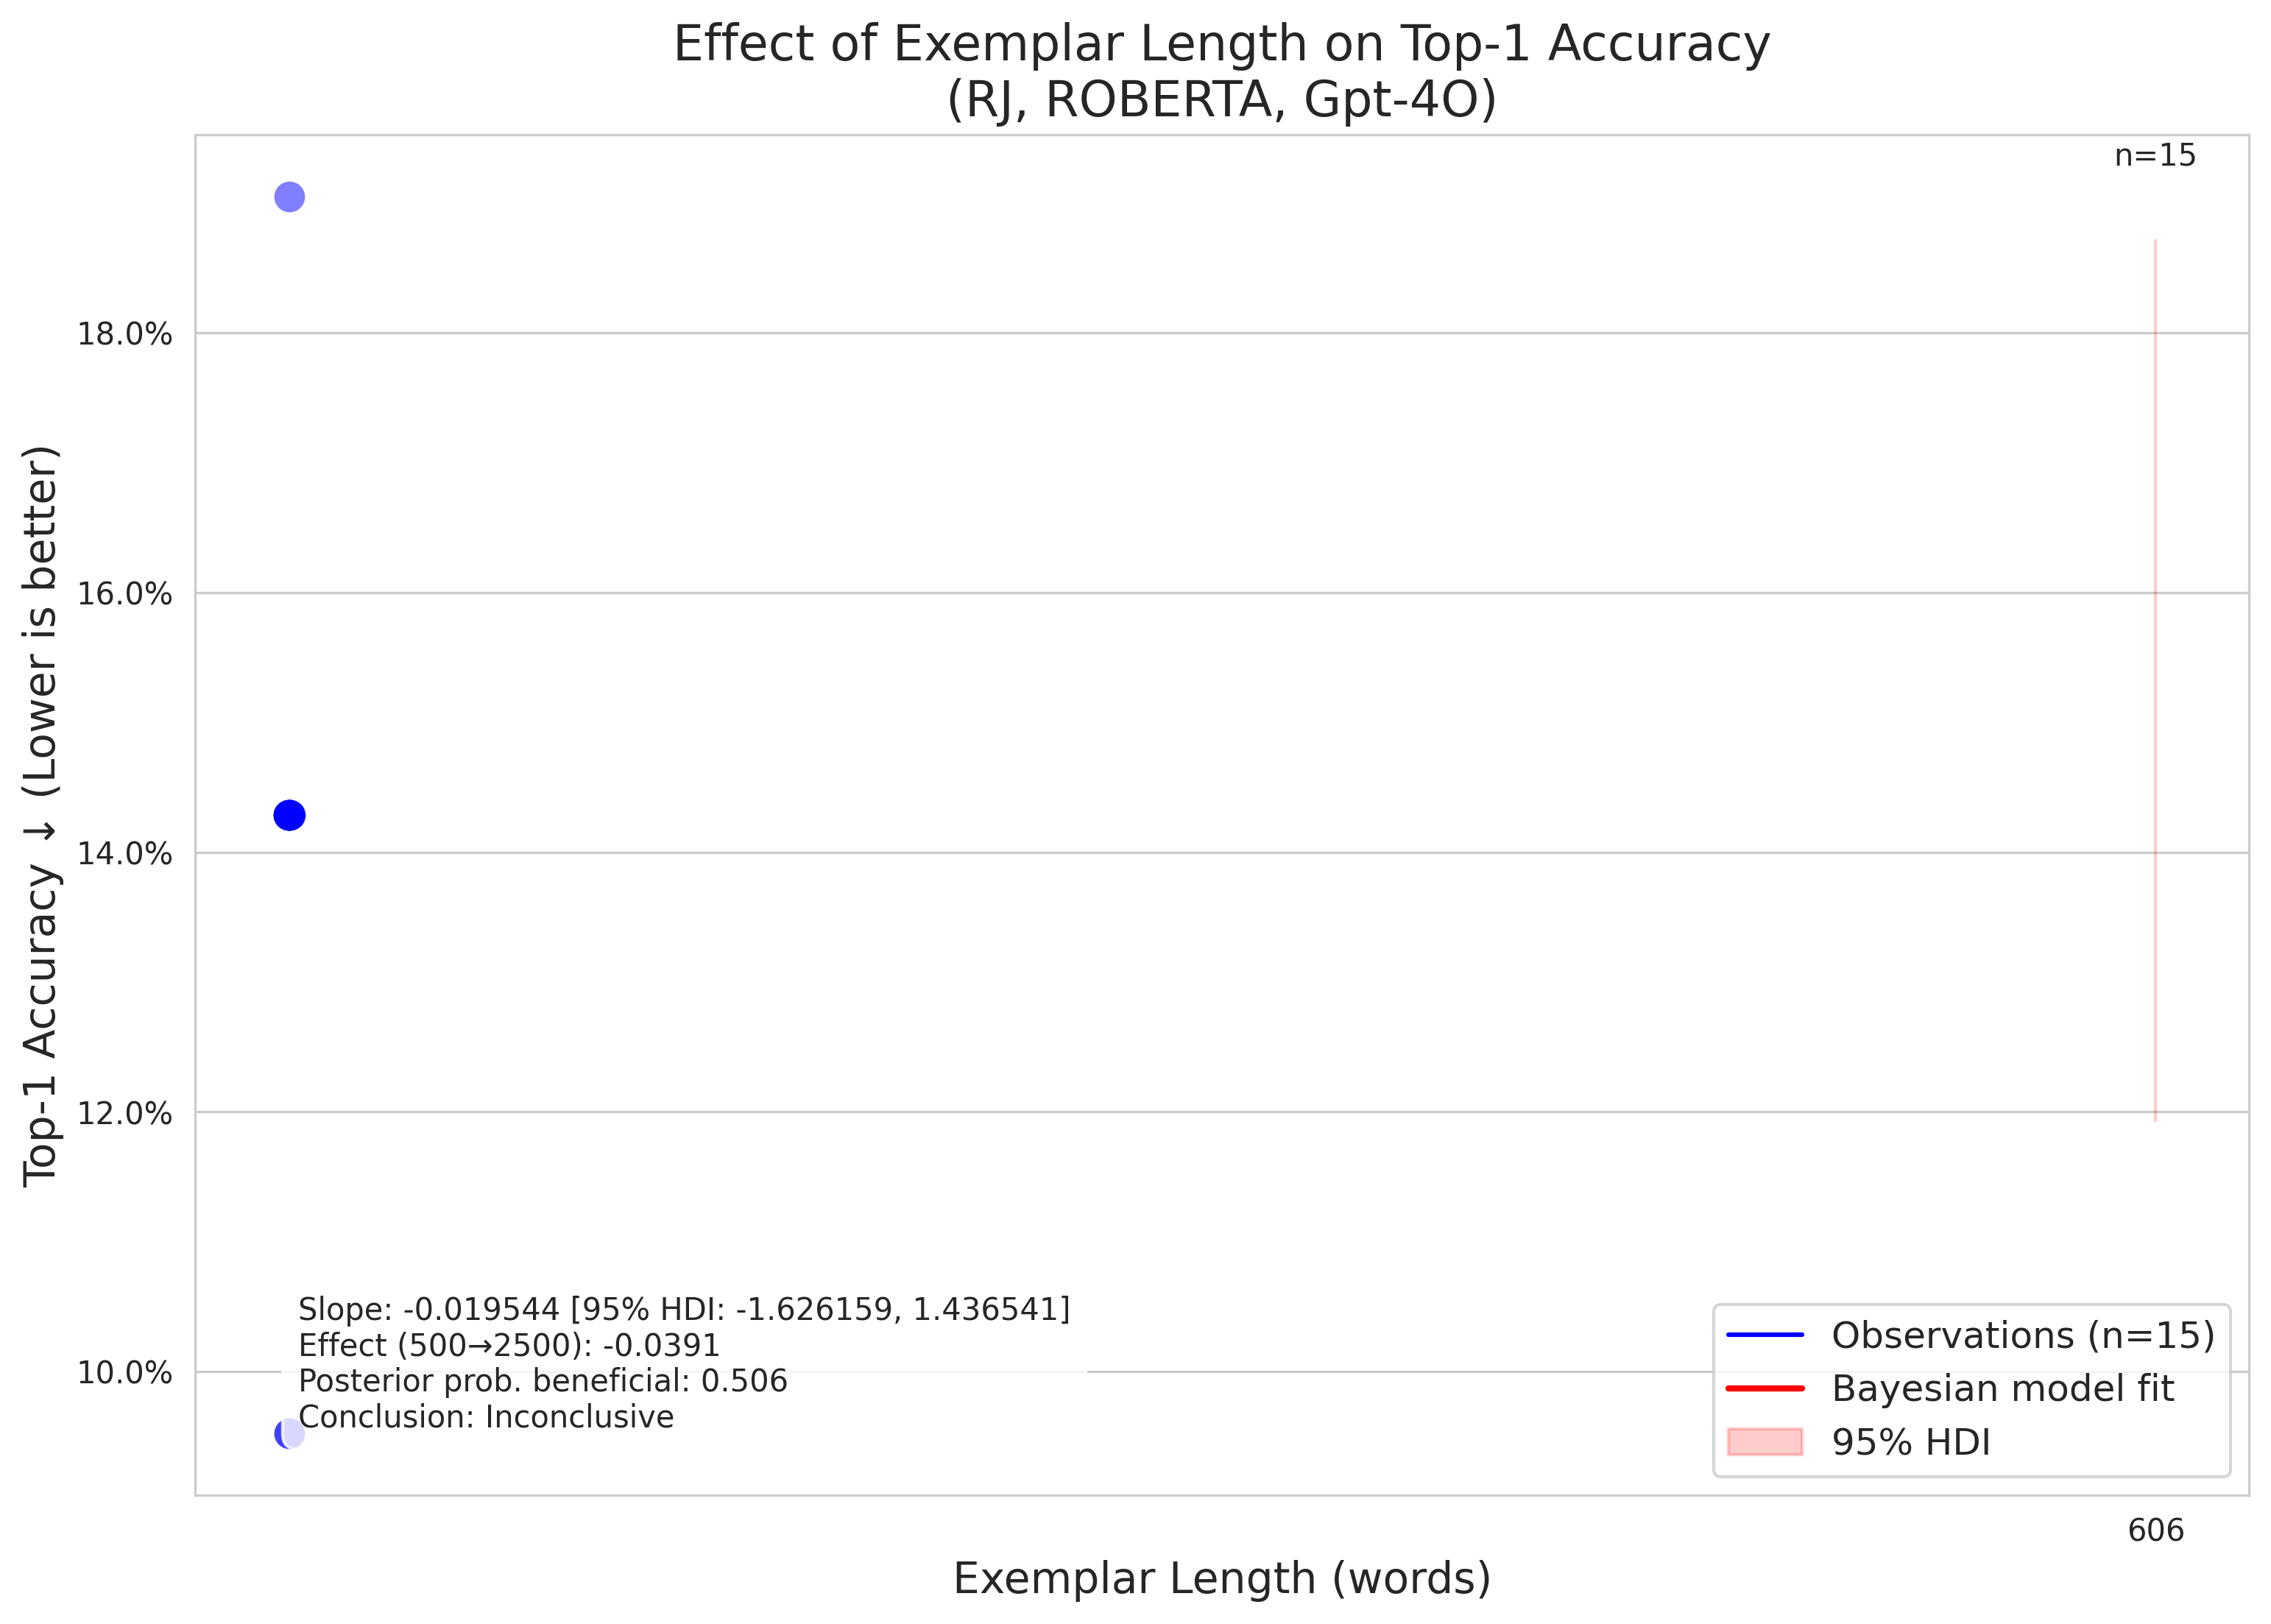 Effect of Exemplar Length on Top-1 Accuracy
(RJ, ROBERTA, Gpt-4O)
n=15
Top-1 Accuracy ↓ (Lower is better)
18.0%
16.0%
14.0%
12.0%
10.0%
Slope: -0.019544 [95% HDI: -1.626159, 1.436541]
Effect (500→2500): -0.0391
Posterior prob. beneficial: 0.506
Conclusion: Inconclusive
Observations (n=15)
Bayesian model fit
95% HDI
606
Exemplar Length (words)